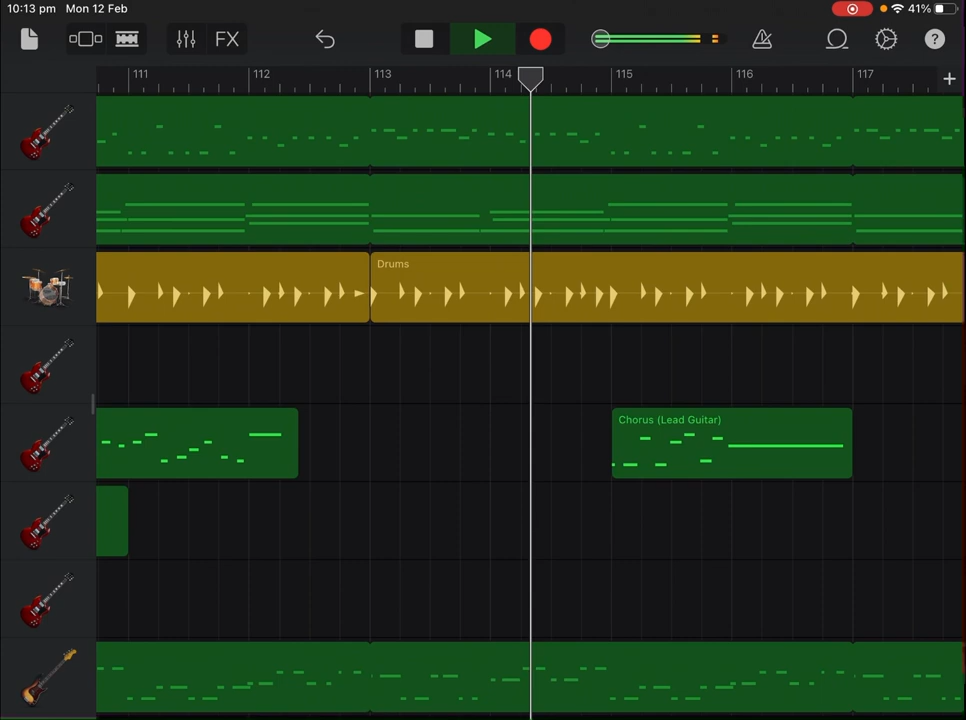 10:13 pm Mon 12 Feb 41%
FX ?
111 112 113 114 115 116 117 +
Drums
Chorus (Lead Guitar)